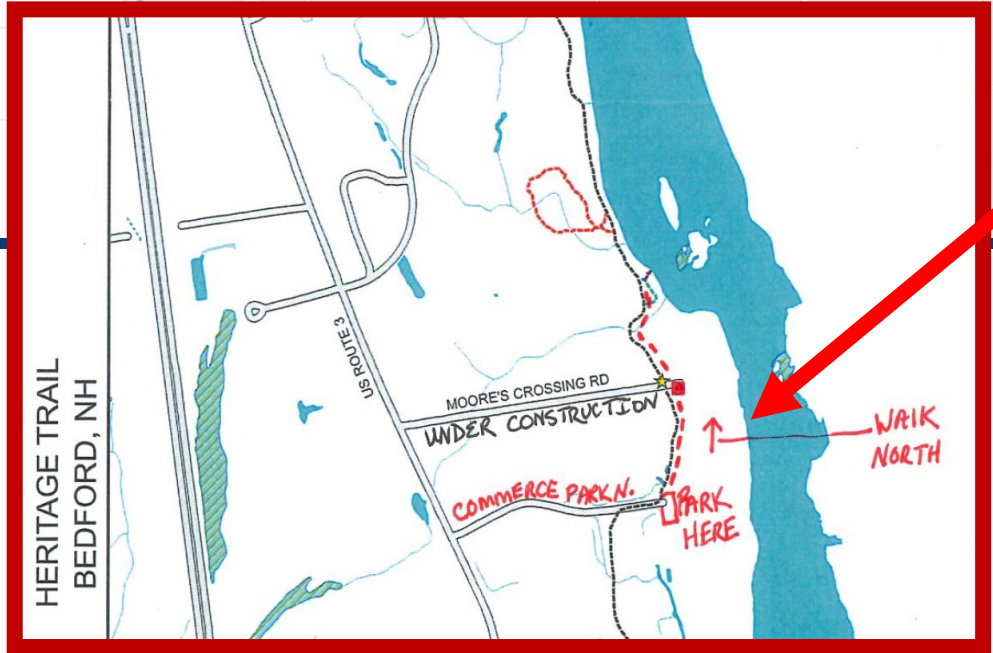 HERITAGE TRAIL
BEDFORD, NH
US ROUTE 3
MOORE'S CROSSING RD
UNDER CONSTRUCTION
COMMERCE PARK N.
PARK
HERE
WALK
NORTH